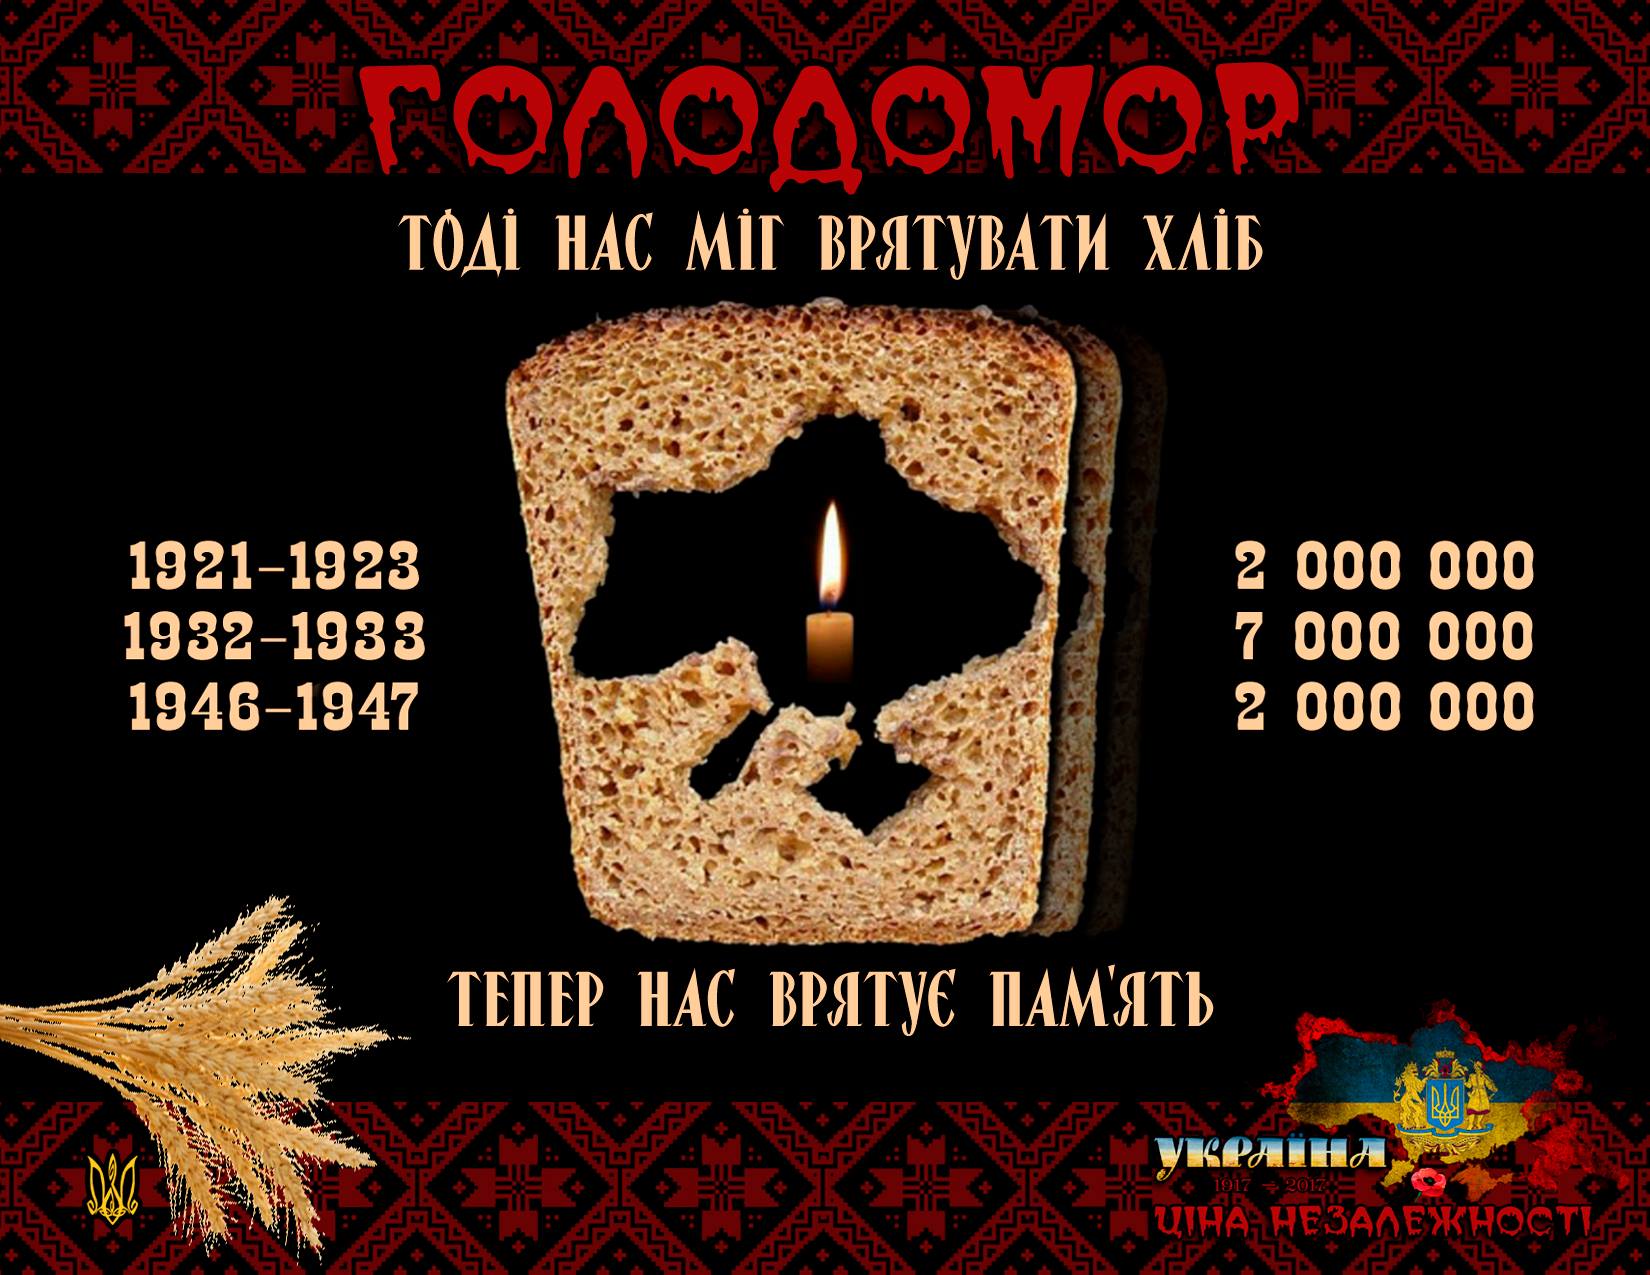 ГОЛОДОМОР
ТОДІ НАС МІГ ВРЯТУВАТИ ХЛІБ
1921–1923
1932–1933
1946–1947
2 000 000
7 000 000
2 000 000
ТЕПЕР НАС ВРЯТУЄ ПАМ'ЯТЬ
УКРАЇНА
1917 – 2017
ЦІНА НЕЗАЛЕЖНОСТІ